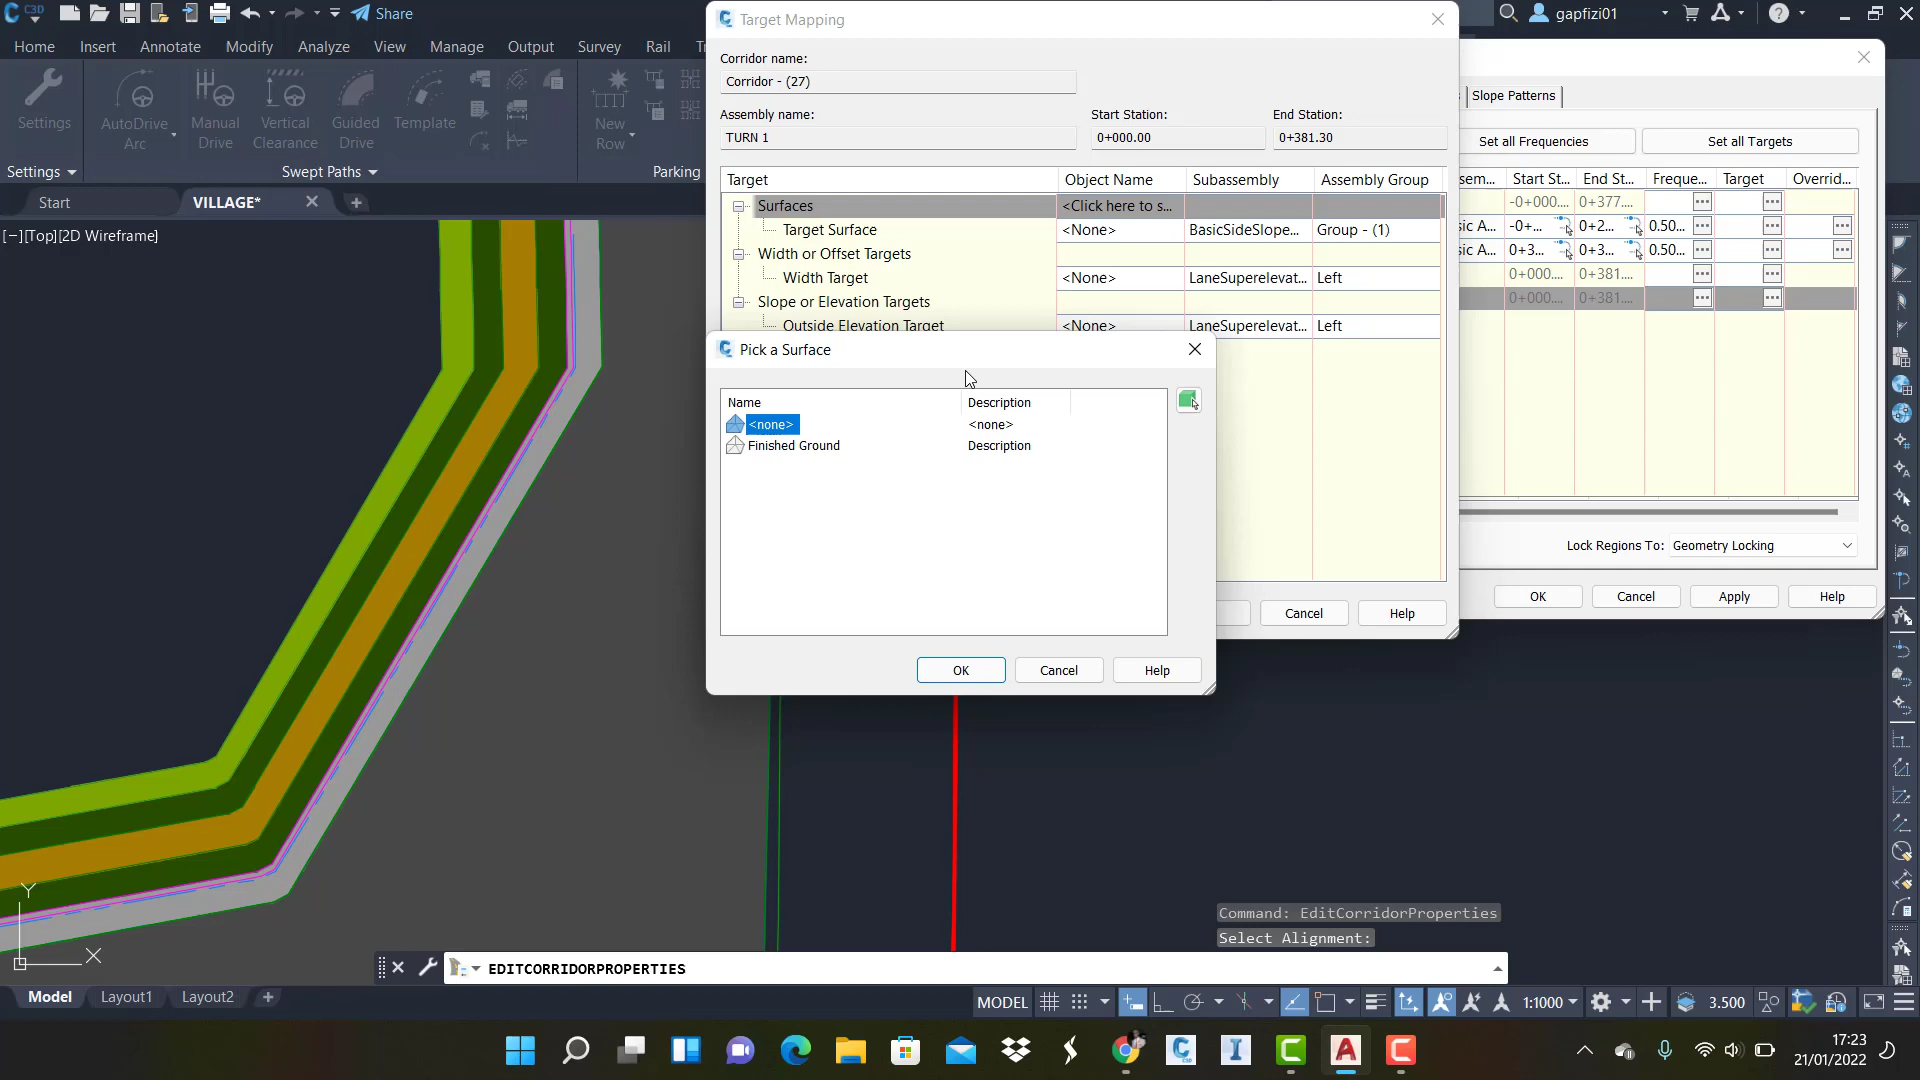 C3D
Share
gapfizi01
Home Insert Annotate Modify Analyze View Manage Output Survey Rail
Settings
AutoDrive Arc
Manual Drive
Vertical Clearance
Guided Drive
Template
New Row
Settings
Swept Paths
Parking
Start
VILLAGE*
[−][Top][2D Wireframe]
Target Mapping
Corridor name:
Corridor - (27)
Assembly name:
Start Station:
End Station:
TURN 1
0+000.00
0+381.30
Target Object Name Subassembly Assembly Group
Surfaces <Click here to s...
Target Surface <None> BasicSideSlope... Group - (1)
Width or Offset Targets
Width Target <None> LaneSuperelevat... Left
Slope or Elevation Targets
Outside Elevation Target <None> LaneSuperelevat... Left
Cancel
Help
Pick a Surface
Name Description
<none> <none>
Finished Ground Description
OK
Cancel
Help
Slope Patterns
Set all Frequencies
Set all Targets
sem... Start St... End St... Freque... Target Overrid...
-0+000.... 0+377....
sic A... -0+... 0+2... 0.50...
sic A... 0+3... 0+3... 0.50...
0+000.... 0+381....
0+000.... 0+381....
Lock Regions To: Geometry Locking
OK
Cancel
Apply
Help
Y
X
Command: EditCorridorProperties
Select Alignment:
EDITCORRIDORPROPERTIES
Model Layout1 Layout2
MODEL
1:1000
3.500
17:23
21/01/2022